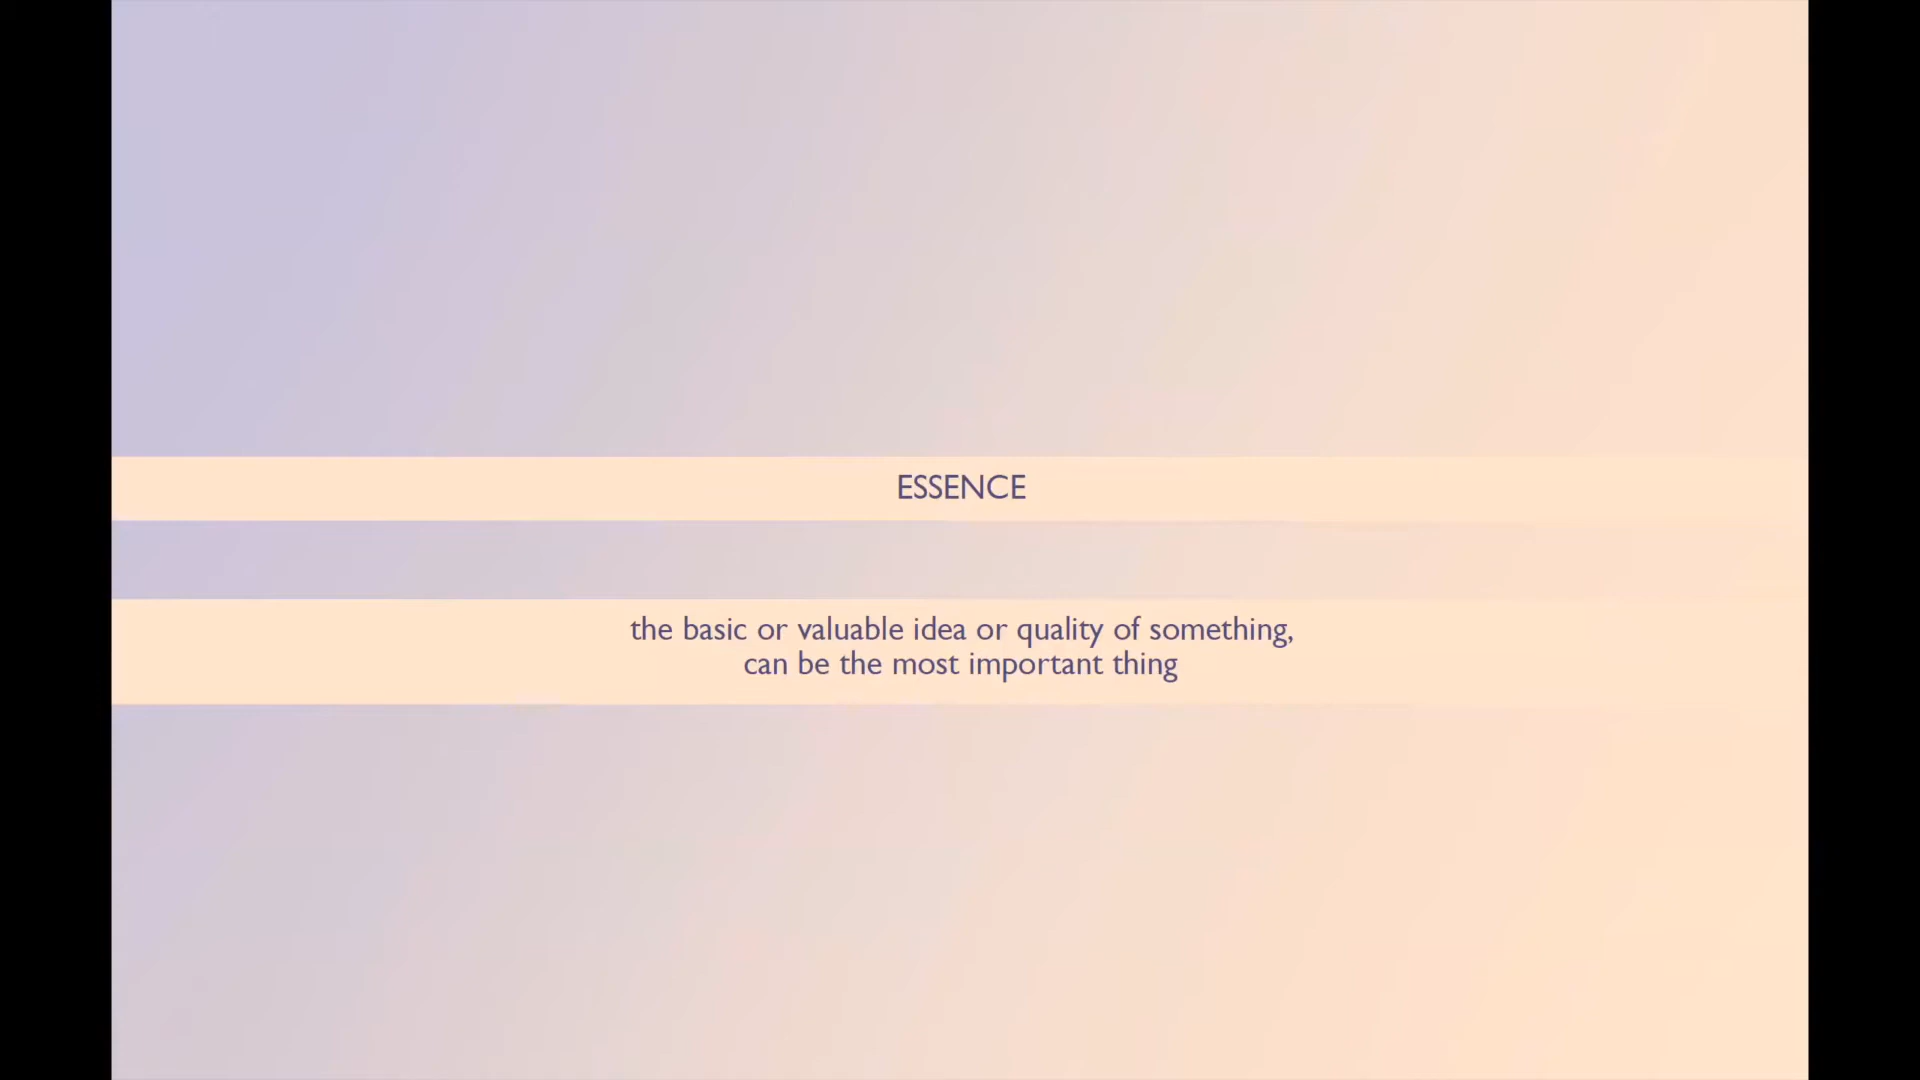 ESSENCE
the basic or valuable idea or quality of something,
can be the most important thing